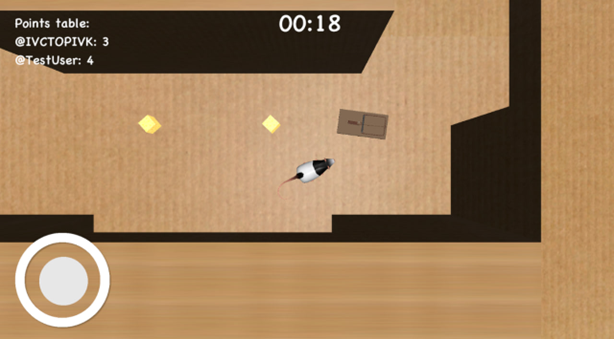 Points table:
00:18
@IVCTOPIVK: 3
@TestUser: 4